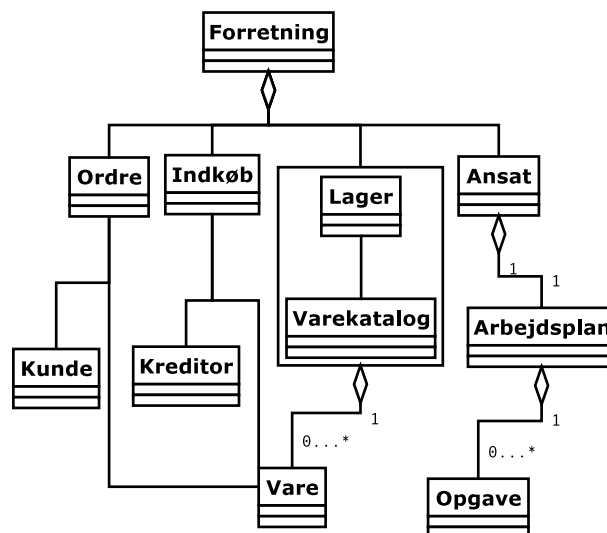 Forretning
Ordre
Indkøb
Lager
Ansat
Kunde
Kreditor
Varekatalog
Arbejdsplan
1
1
1
0...*
1
0...*
Vare
Opgave